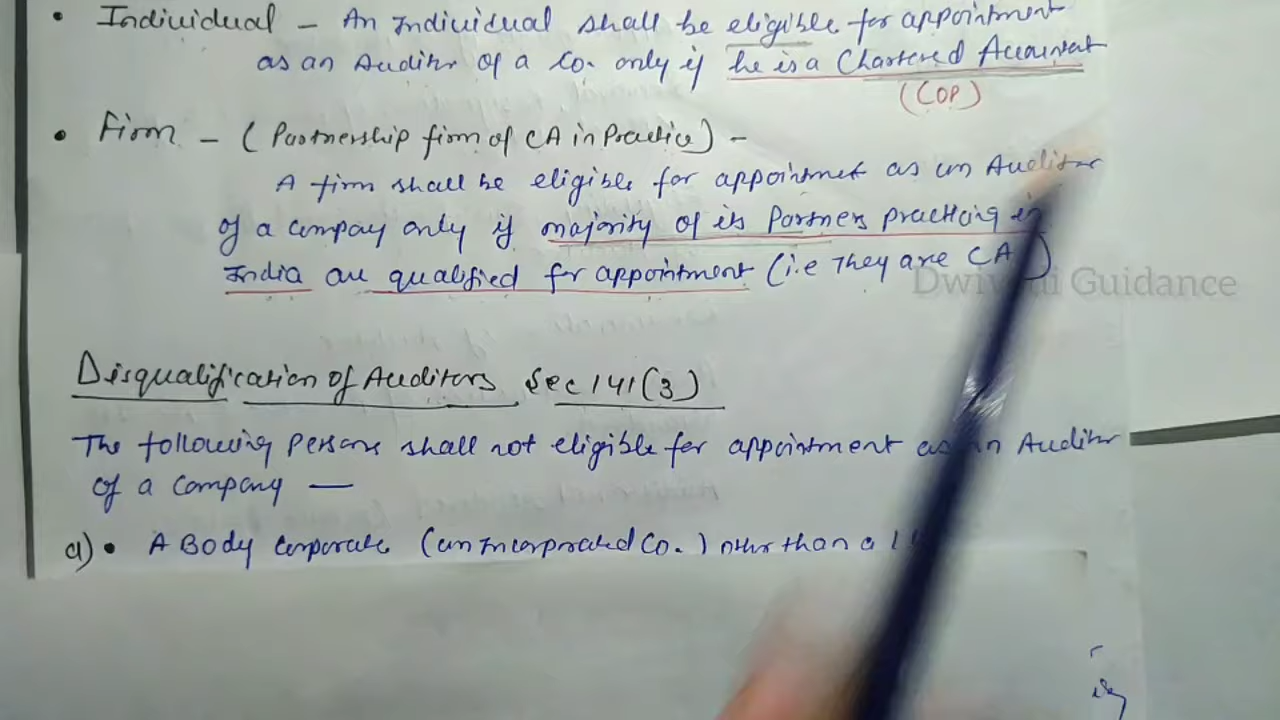 • Individual – An Individual shall be eligible for appointment
as an Auditor of a Co. only if he is a Chartered Accountant
(COP)
• Firm – (Partnership firm of CA in Practice) –
A firm shall be eligible for appointment as an Auditor
of a company only if majority of its Partners practicing in
India are qualified for appointment (i.e They are CA)
Dwivedi Guidance
Disqualification of Auditors Sec 141(3)
The following Persons shall not eligible for appointment as an Auditor
of a Company —
a) • A Body Corporate (an Incorporated Co.) other than a